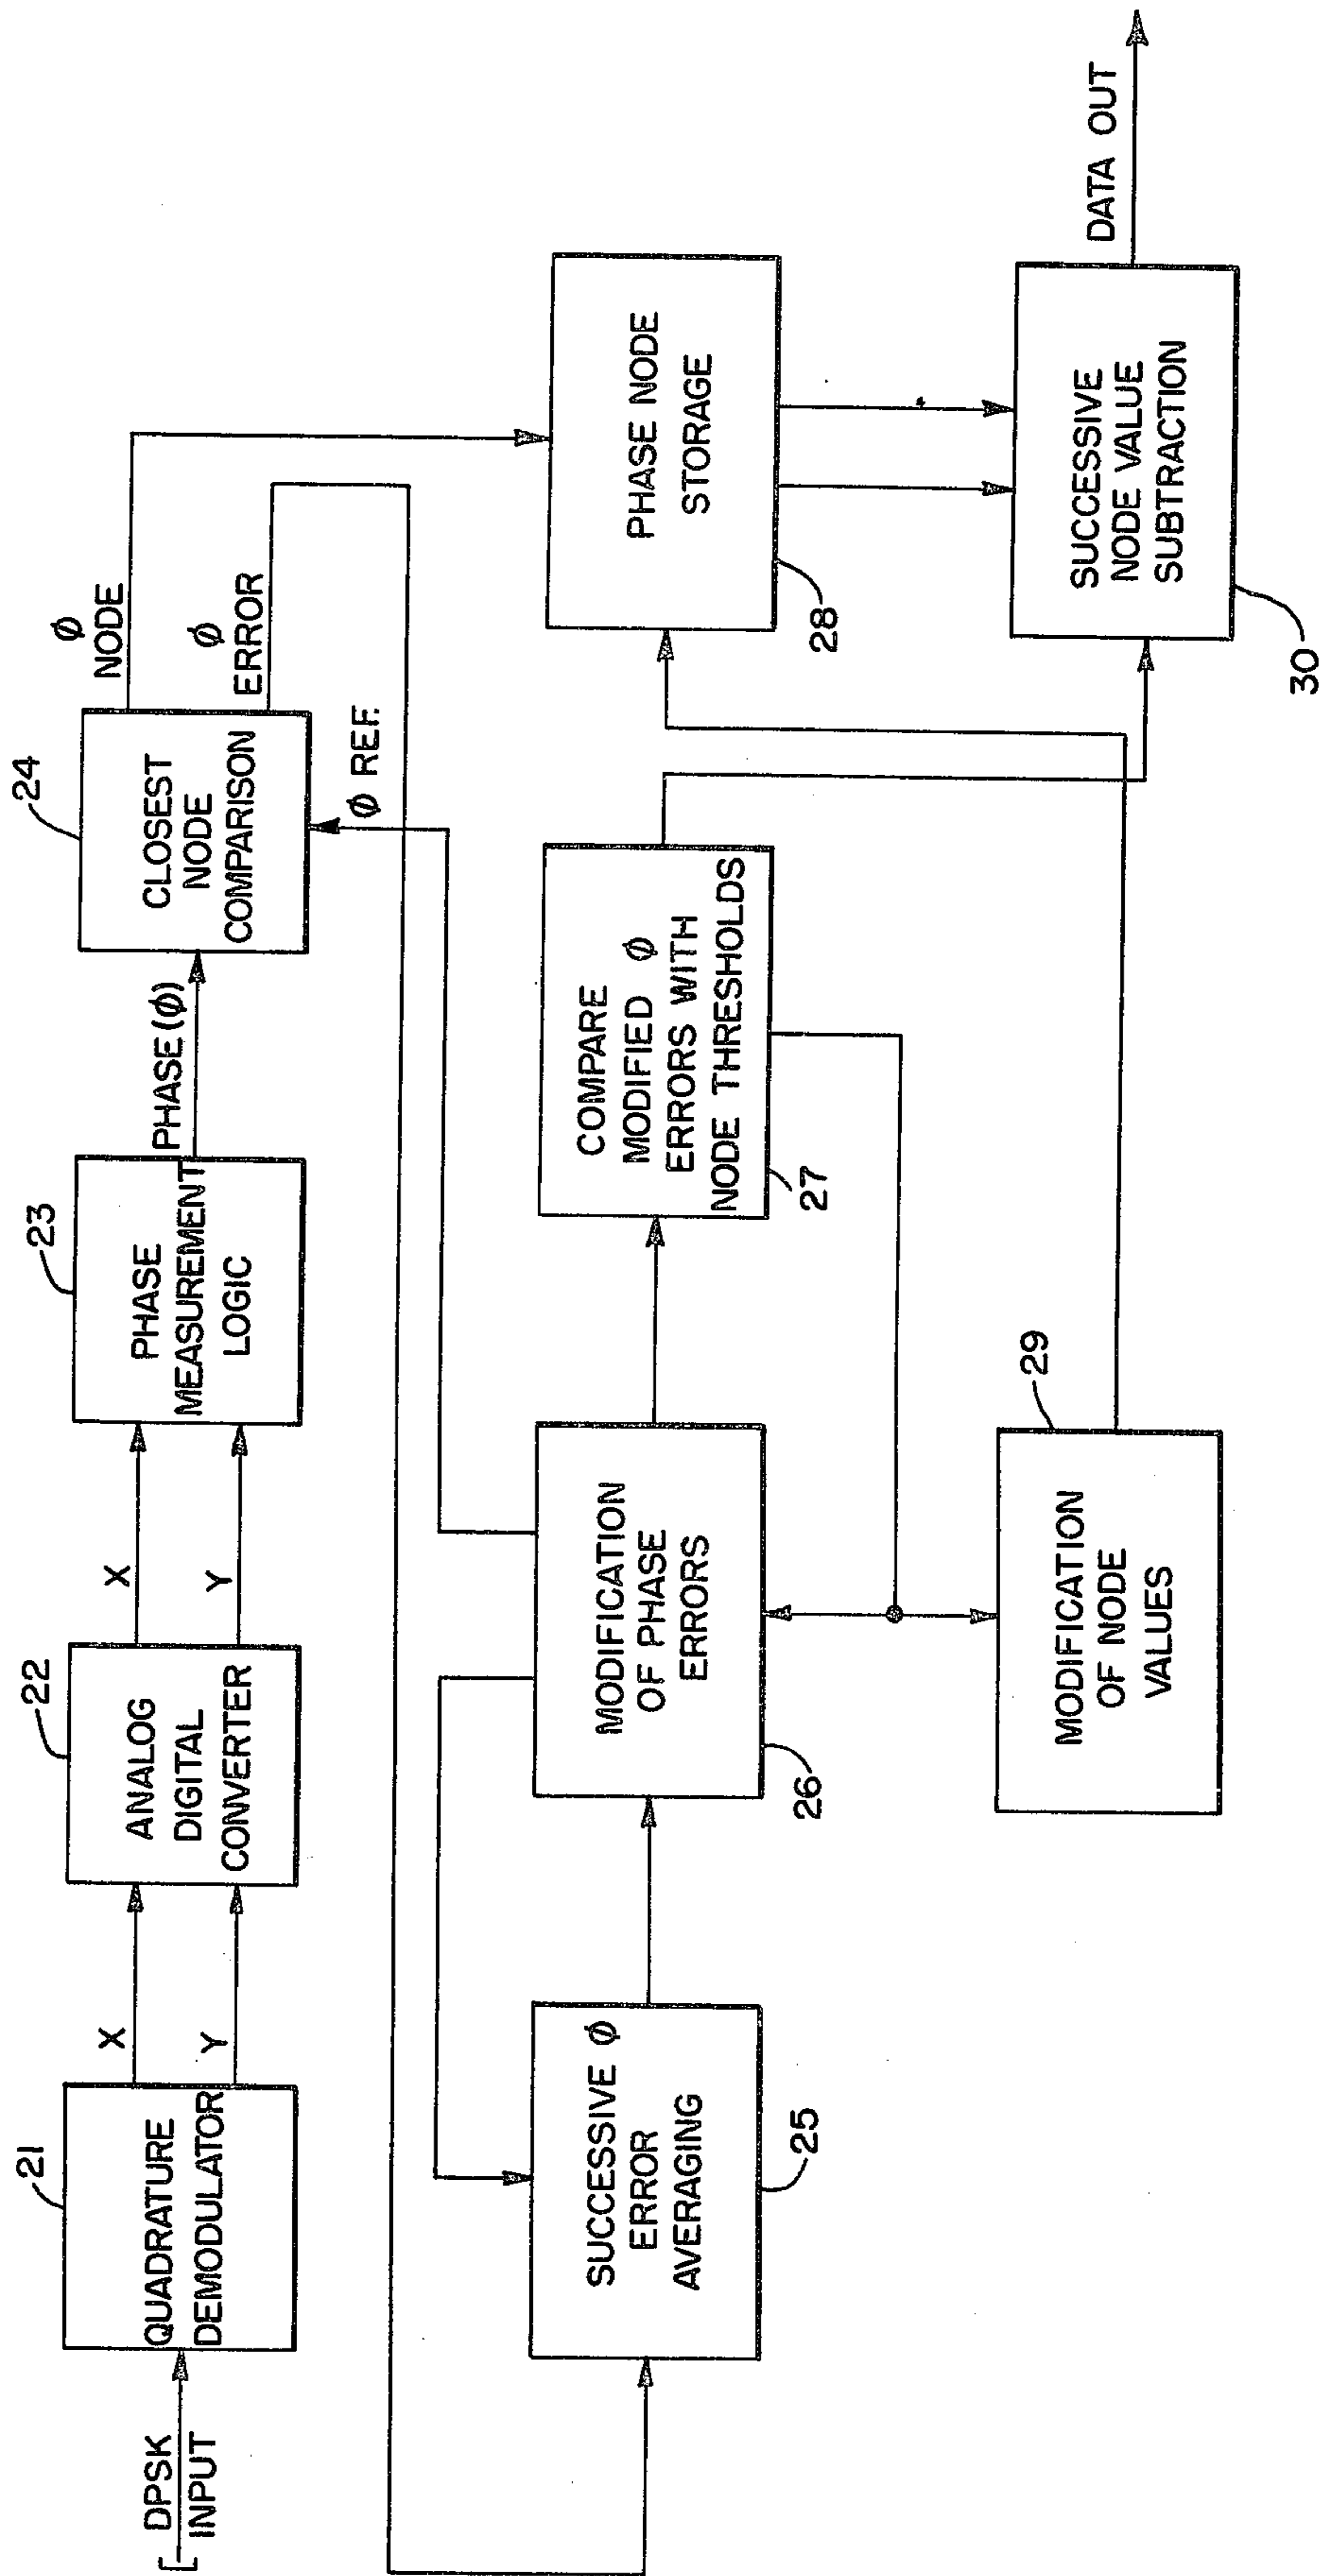 DPSK
INPUT
21
QUADRATURE
DEMODULATOR
X
Y
22
ANALOG
DIGITAL
CONVERTER
X
Y
23
PHASE
MEASUREMENT
LOGIC
PHASE (φ)
24
CLOSEST
NODE
COMPARISON
φ
NODE
φ
ERROR
φ REF.
SUCCESSIVE φ
ERROR
AVERAGING
25
MODIFICATION
OF PHASE
ERRORS
26
COMPARE
MODIFIED φ
ERRORS WITH
NODE THRESHOLDS
27
PHASE NODE
STORAGE
28
29
MODIFICATION
OF NODE
VALUES
SUCCESSIVE
NODE VALUE
SUBTRACTION
30
DATA OUT